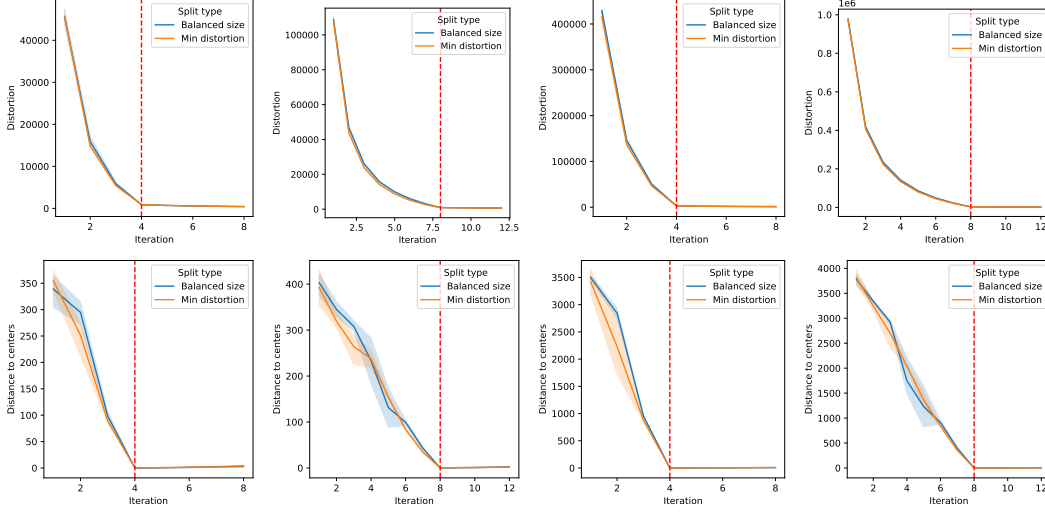 Distortion
40000
30000
20000
10000
0
2
4
6
8
Iteration
Split type
Balanced size
Min distortion
Distortion
100000
80000
60000
40000
20000
0
2.5
5.0
7.5
10.0
12.5
Iteration
Split type
Balanced size
Min distortion
Distortion
400000
300000
200000
100000
0
2
4
6
8
Iteration
Split type
Balanced size
Min distortion
1e6
Distortion
1.0
0.8
0.6
0.4
0.2
0.0
2
4
6
8
10
12
Iteration
Split type
Balanced size
Min distortion
Distance to centers
350
300
250
200
150
100
50
0
2
4
6
8
Iteration
Split type
Balanced size
Min distortion
Distance to centers
400
300
200
100
0
2
4
6
8
10
12
Iteration
Split type
Balanced size
Min distortion
Distance to centers
3500
3000
2500
2000
1500
1000
500
0
2
4
6
8
Iteration
Split type
Balanced size
Min distortion
Distance to centers
4000
3500
3000
2500
2000
1500
1000
500
0
2
4
6
8
10
12
Iteration
Split type
Balanced size
Min distortion